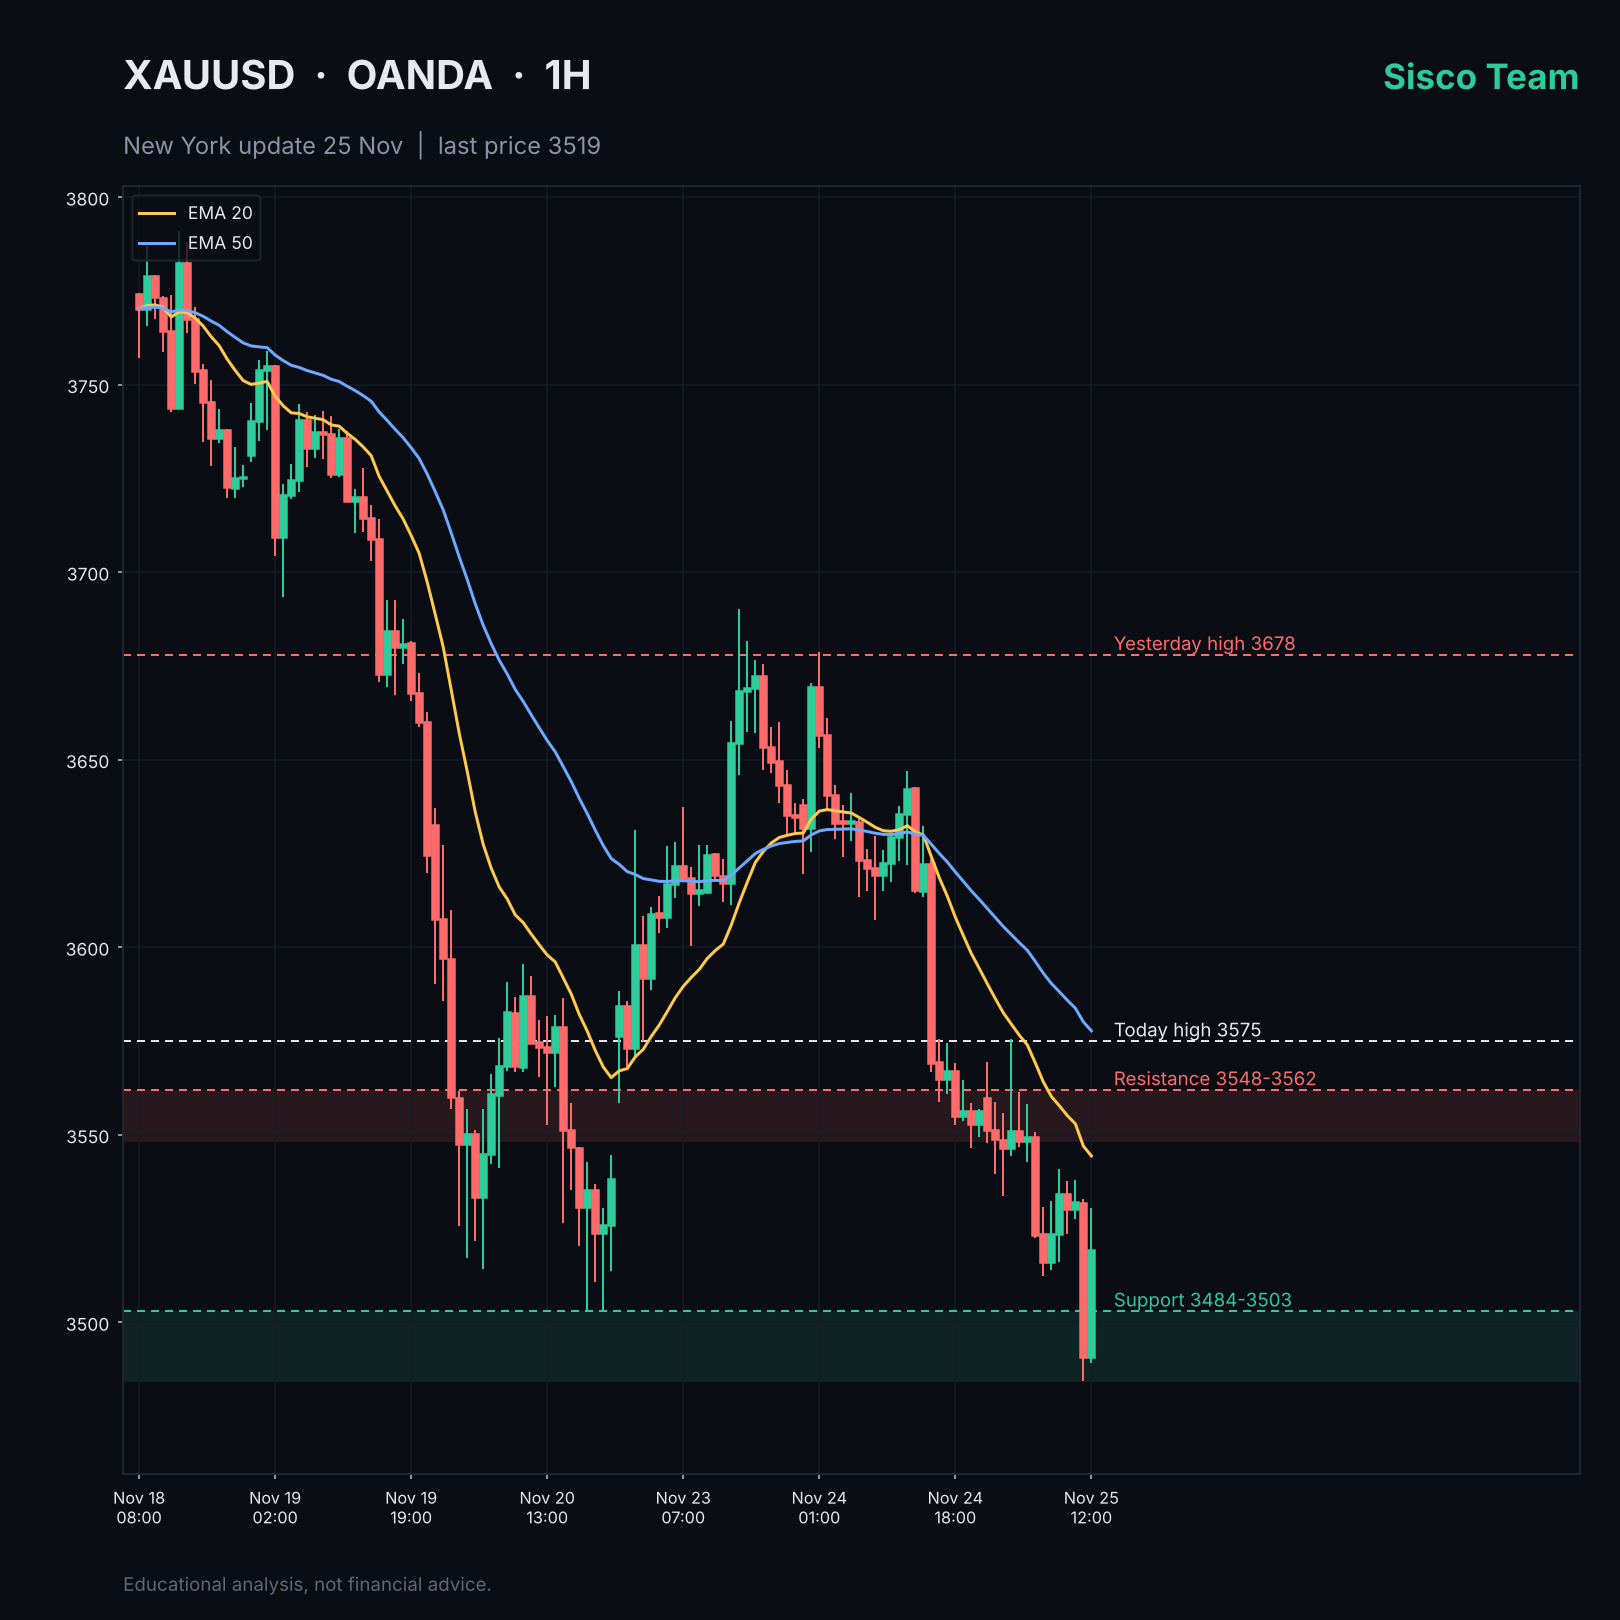 XAUUSD · OANDA · 1H
Sisco Team
New York update 25 Nov | last price 3519
EMA 20
EMA 50
3800
3750
3700
3650
3600
3550
3500
Yesterday high 3678
Today high 3575
Resistance 3548-3562
Support 3484-3503
Nov 18
08:00
Nov 19
02:00
Nov 19
19:00
Nov 20
13:00
Nov 23
07:00
Nov 24
01:00
Nov 24
18:00
Nov 25
12:00
Educational analysis, not financial advice.